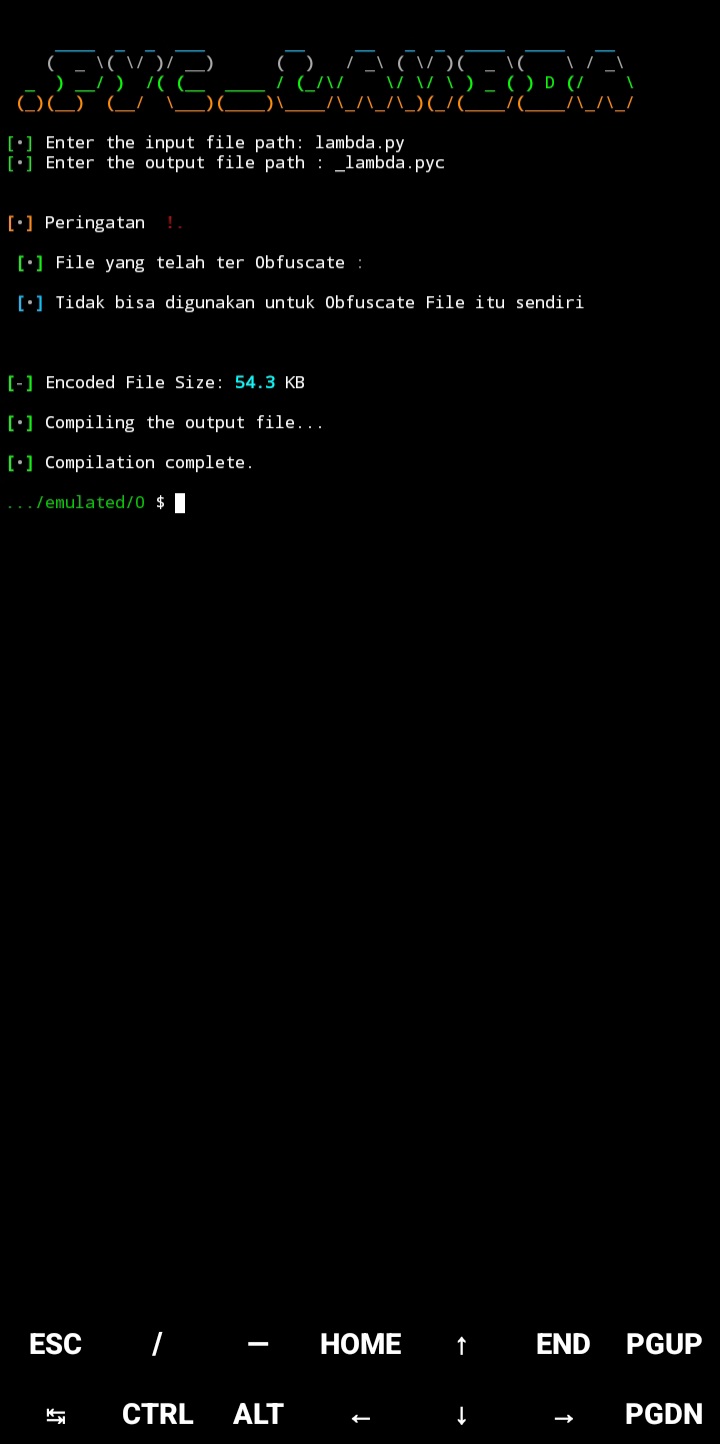 .PYC_LAMBDA
[•] Enter the input file path: lambda.py
[•] Enter the output file path : _lambda.pyc
[•] Peringatan !.
[•] File yang telah ter Obfuscate :
[•] Tidak bisa digunakan untuk Obfuscate File itu sendiri
[-] Encoded File Size: 54.3 KB
[•] Compiling the output file...
[•] Compilation complete.
.../emulated/0 $
ESC / — HOME ↑ END PGUP
↹ CTRL ALT ← ↓ → PGDN